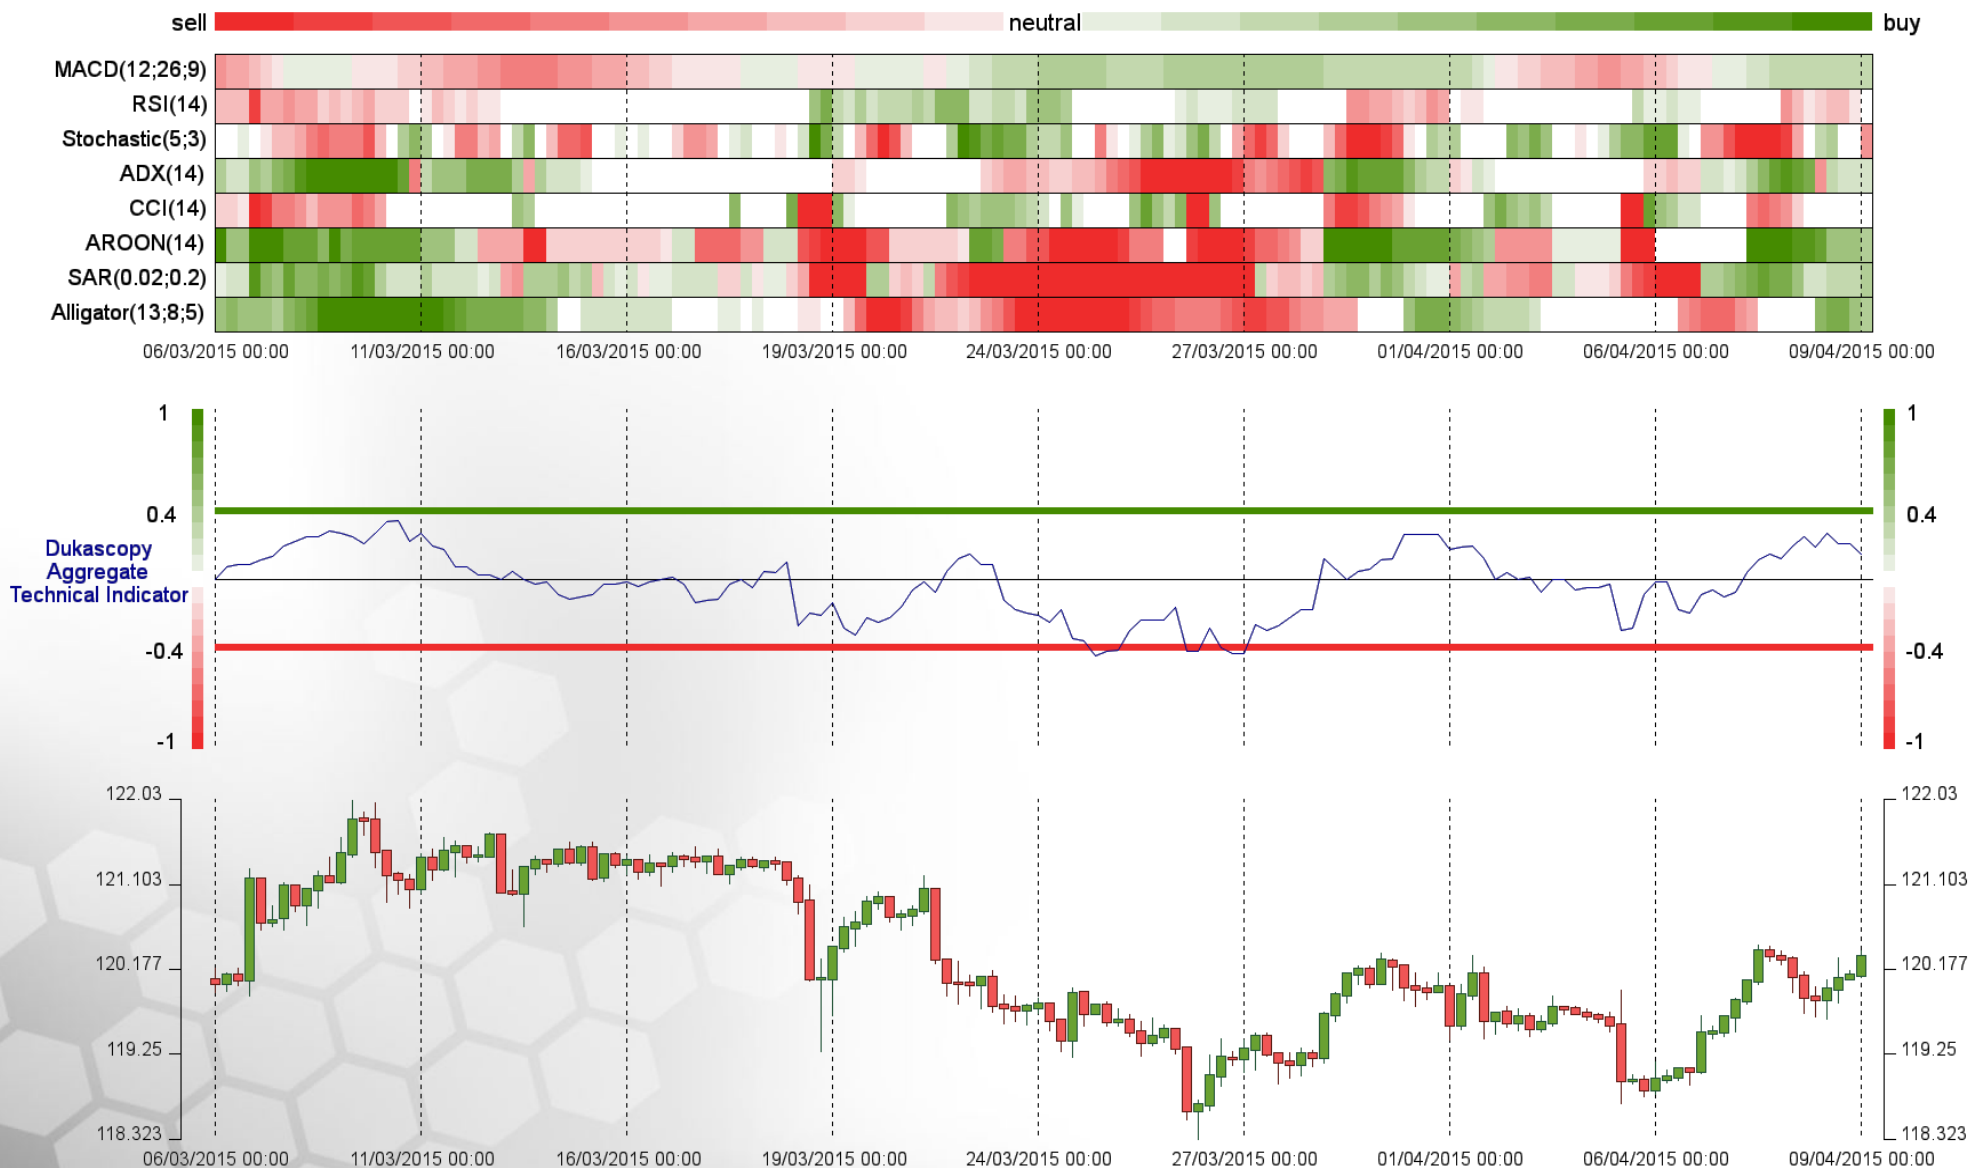 sell neutral buy
MACD(12;26;9)
RSI(14)
Stochastic(5;3)
ADX(14)
CCI(14)
AROON(14)
SAR(0.02;0.2)
Alligator(13;8;5)
06/03/2015 00:00 11/03/2015 00:00 16/03/2015 00:00 19/03/2015 00:00 24/03/2015 00:00 27/03/2015 00:00 01/04/2015 00:00 06/04/2015 00:00 09/04/2015 00:00
1 1
0.4 0.4
Dukascopy
Aggregate
Technical Indicator
-0.4 -0.4
-1 -1
122.03 122.03
121.103 121.103
120.177 120.177
119.25 119.25
118.323 118.323
06/03/2015 00:00 11/03/2015 00:00 16/03/2015 00:00 19/03/2015 00:00 24/03/2015 00:00 27/03/2015 00:00 01/04/2015 00:00 06/04/2015 00:00 09/04/2015 00:00